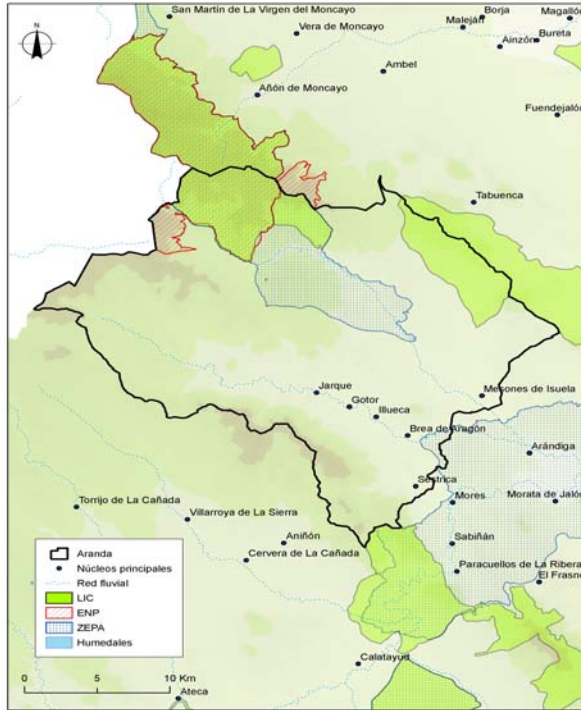 San Martín de La Virgen del Moncayo
Borja
Magallón
Vera de Moncayo
Maleján
Ainzón
Bureta
N
Ambel
Añón de Moncayo
Fuendejalón
Tabuenca
Jarque
Mesones de Isuela
Gotor
Illueca
Brea de Aragón
Arándiga
Sestrica
Torrijo de La Cañada
Mores
Morata de Jalón
Villarroya de La Sierra
Aniñón
Sabiñán
Cervera de La Cañada
Paracuellos de La Ribera
El Frasno
Aranda
Núcleos principales
Red fluvial
LIC
ENP
ZEPA
Humedales
Calatayud
0 5 10 Km
Ateca